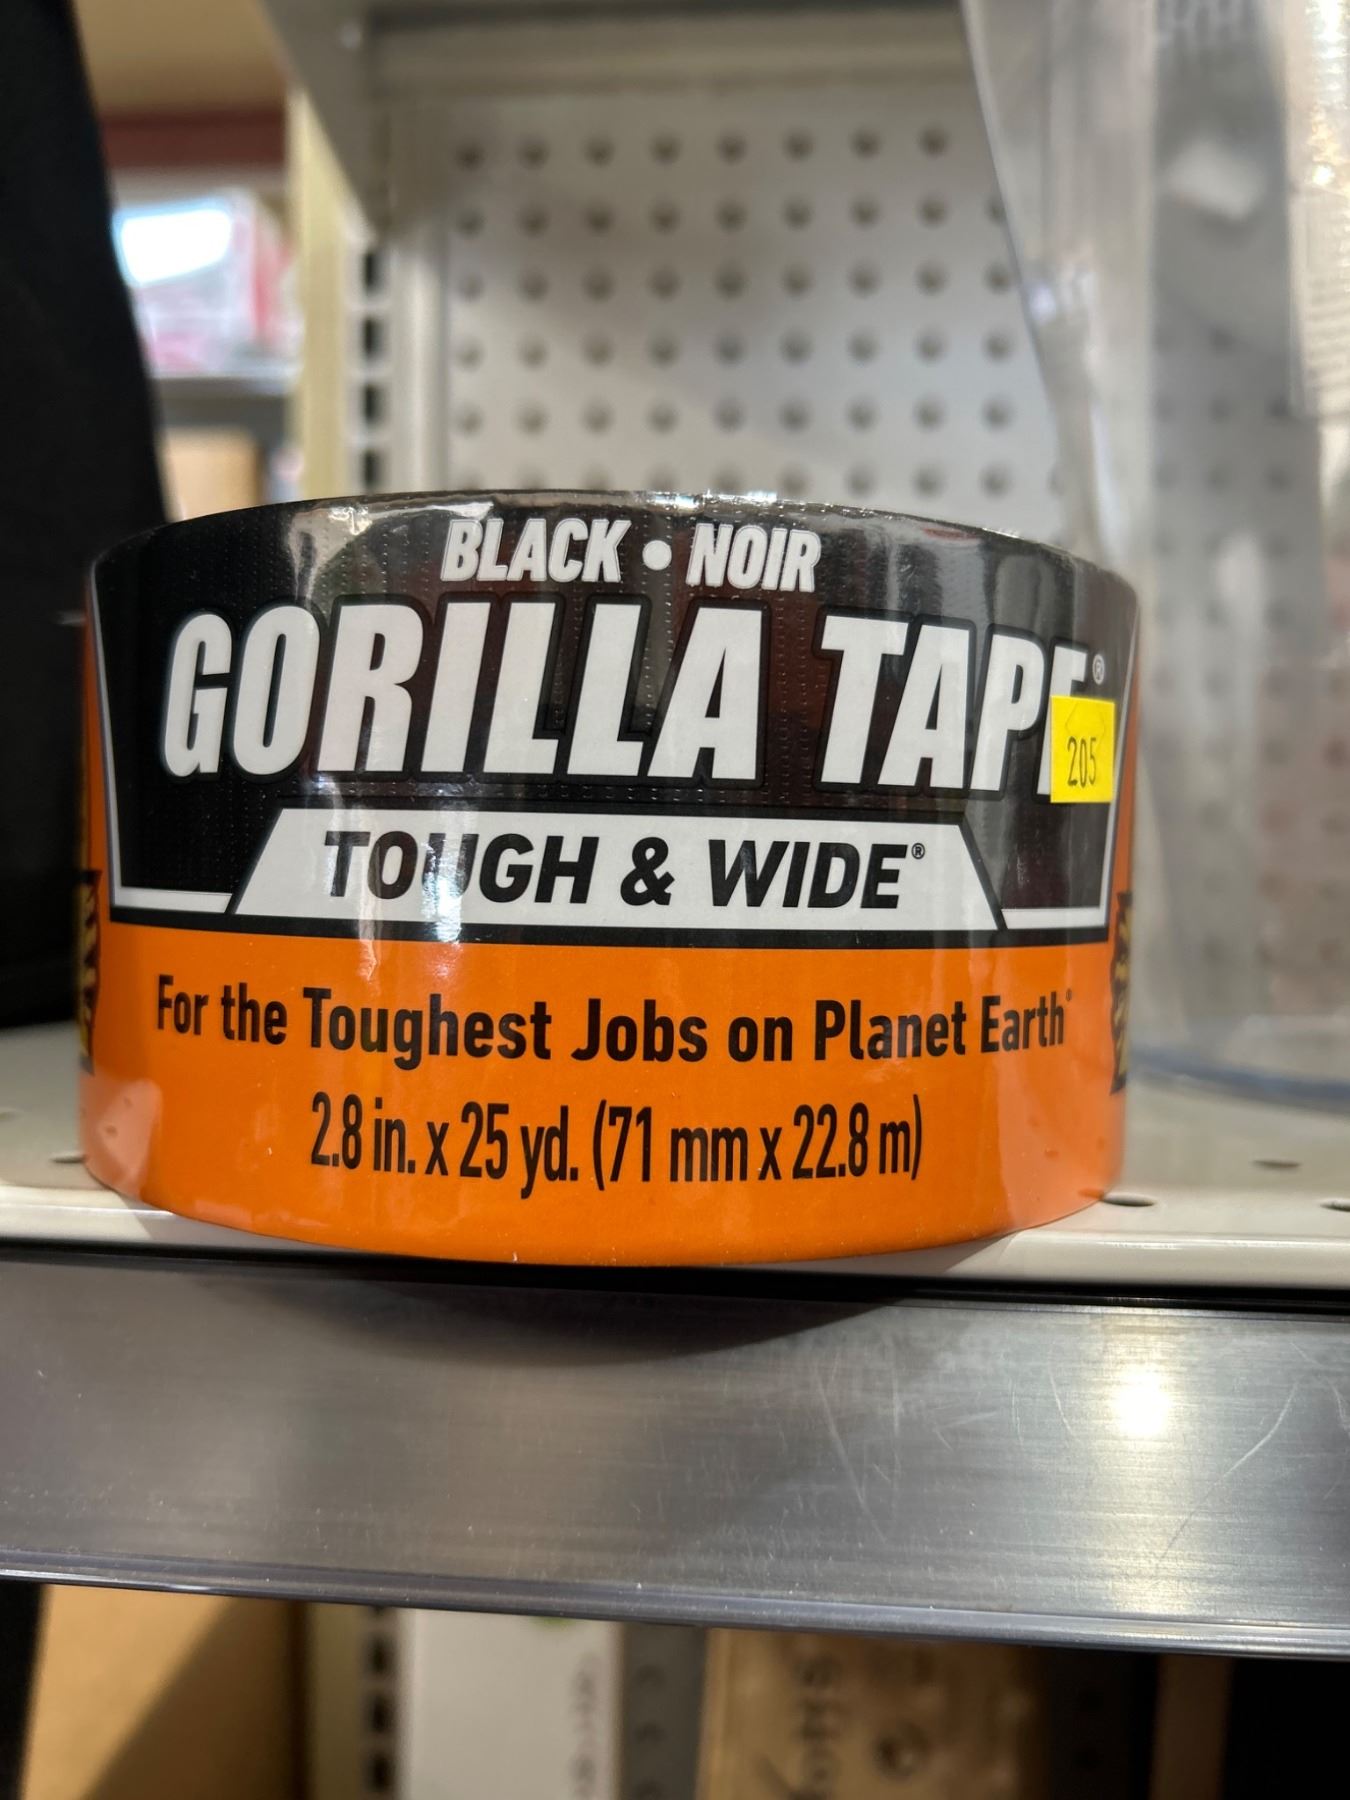 BLACK • NOIR
GORILLA TAPE®
205
TOUGH & WIDE®
For the Toughest Jobs on Planet Earth®
2.8 in. x 25 yd. (71 mm x 22.8 m)